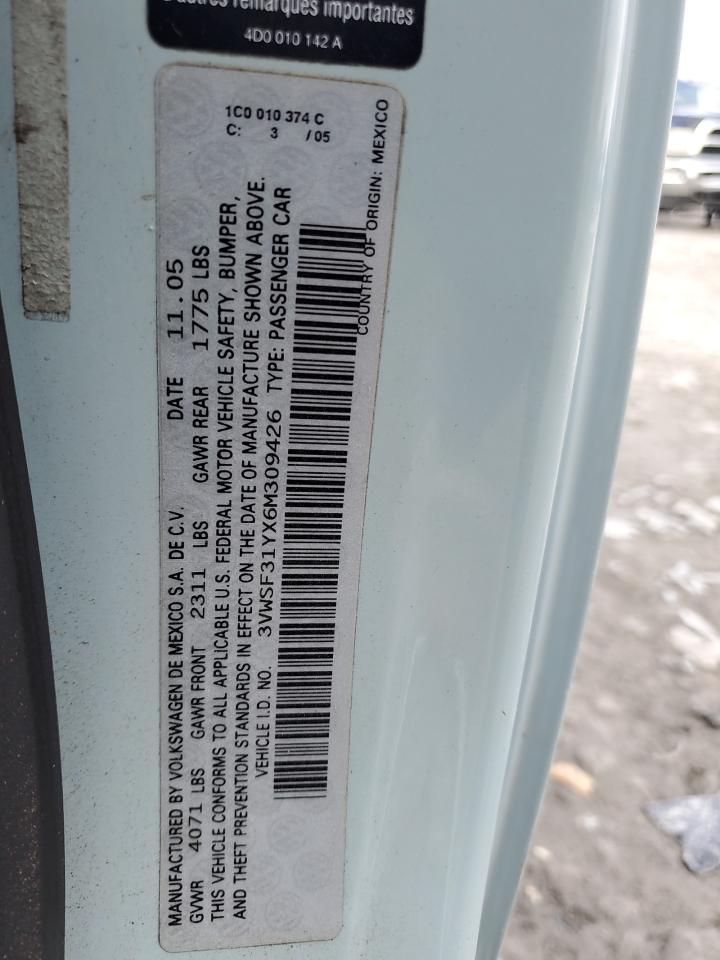 d'autres remarques importantes
4D0 010 142 A
1C0 010 374 C
C: 3 /05
MANUFACTURED BY VOLKSWAGEN DE MEXICO S.A. DE C.V. DATE 11.05
GVWR 4071 LBS GAWR FRONT 2311 LBS GAWR REAR 1775 LBS
THIS VEHICLE CONFORMS TO ALL APPLICABLE U.S. FEDERAL MOTOR VEHICLE SAFETY, BUMPER,
AND THEFT PREVENTION STANDARDS IN EFFECT ON THE DATE OF MANUFACTURE SHOWN ABOVE.
VEHICLE I.D. NO. 3VWSF31YX6M309426 TYPE: PASSENGER CAR
COUNTRY OF ORIGIN: MEXICO